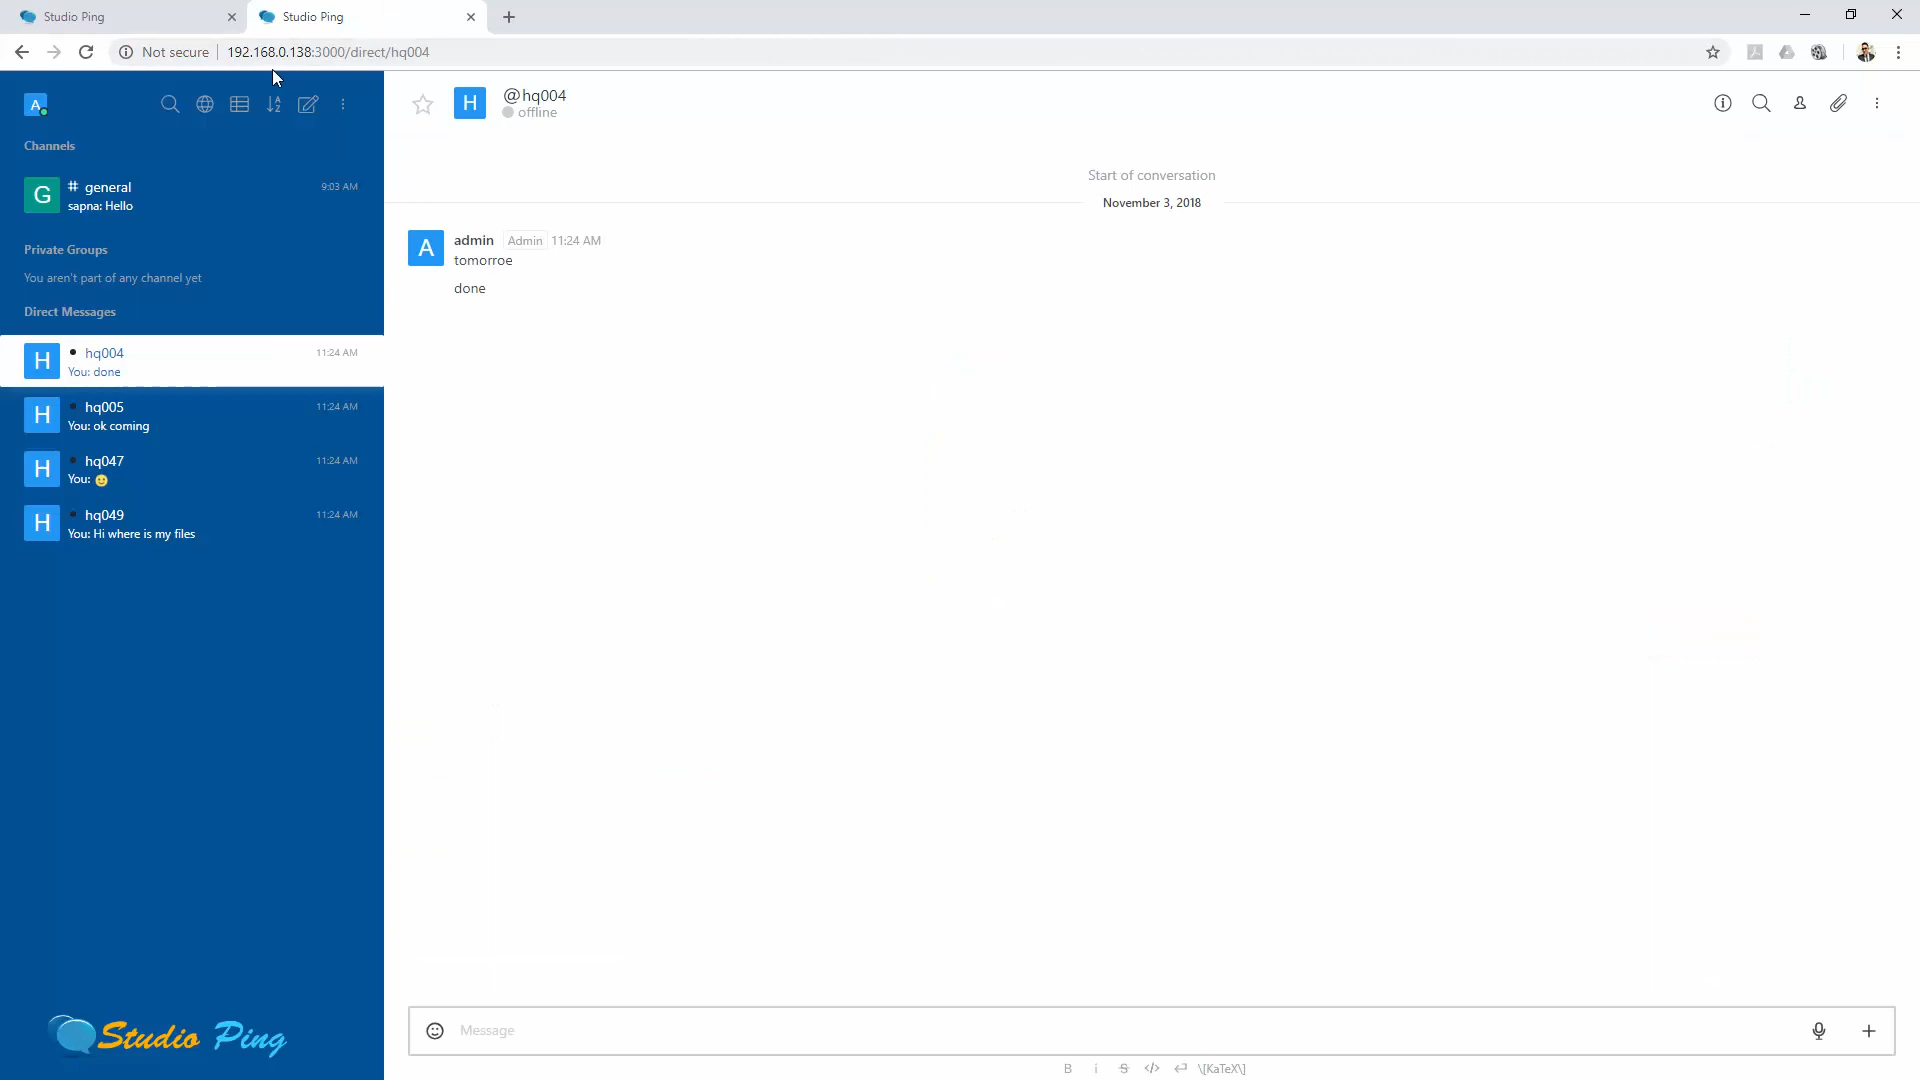 Studio Ping
Studio Ping
Not secure
192.168.0.138:3000/direct/hq004
A
Channels
G
# general
9:03 AM
sapna: Hello
Private Groups
You aren't part of any channel yet
Direct Messages
H
hq004
11:24 AM
You: done
H
hq005
11:24 AM
You: ok coming
H
hq047
11:24 AM
You: 🙂
H
hq049
11:24 AM
You: Hi where is my files
Studio Ping
H
@hq004
offline
Start of conversation
November 3, 2018
A
admin Admin 11:24 AM
tomorroe
done
Message
B i S </> \[KaTeX\]